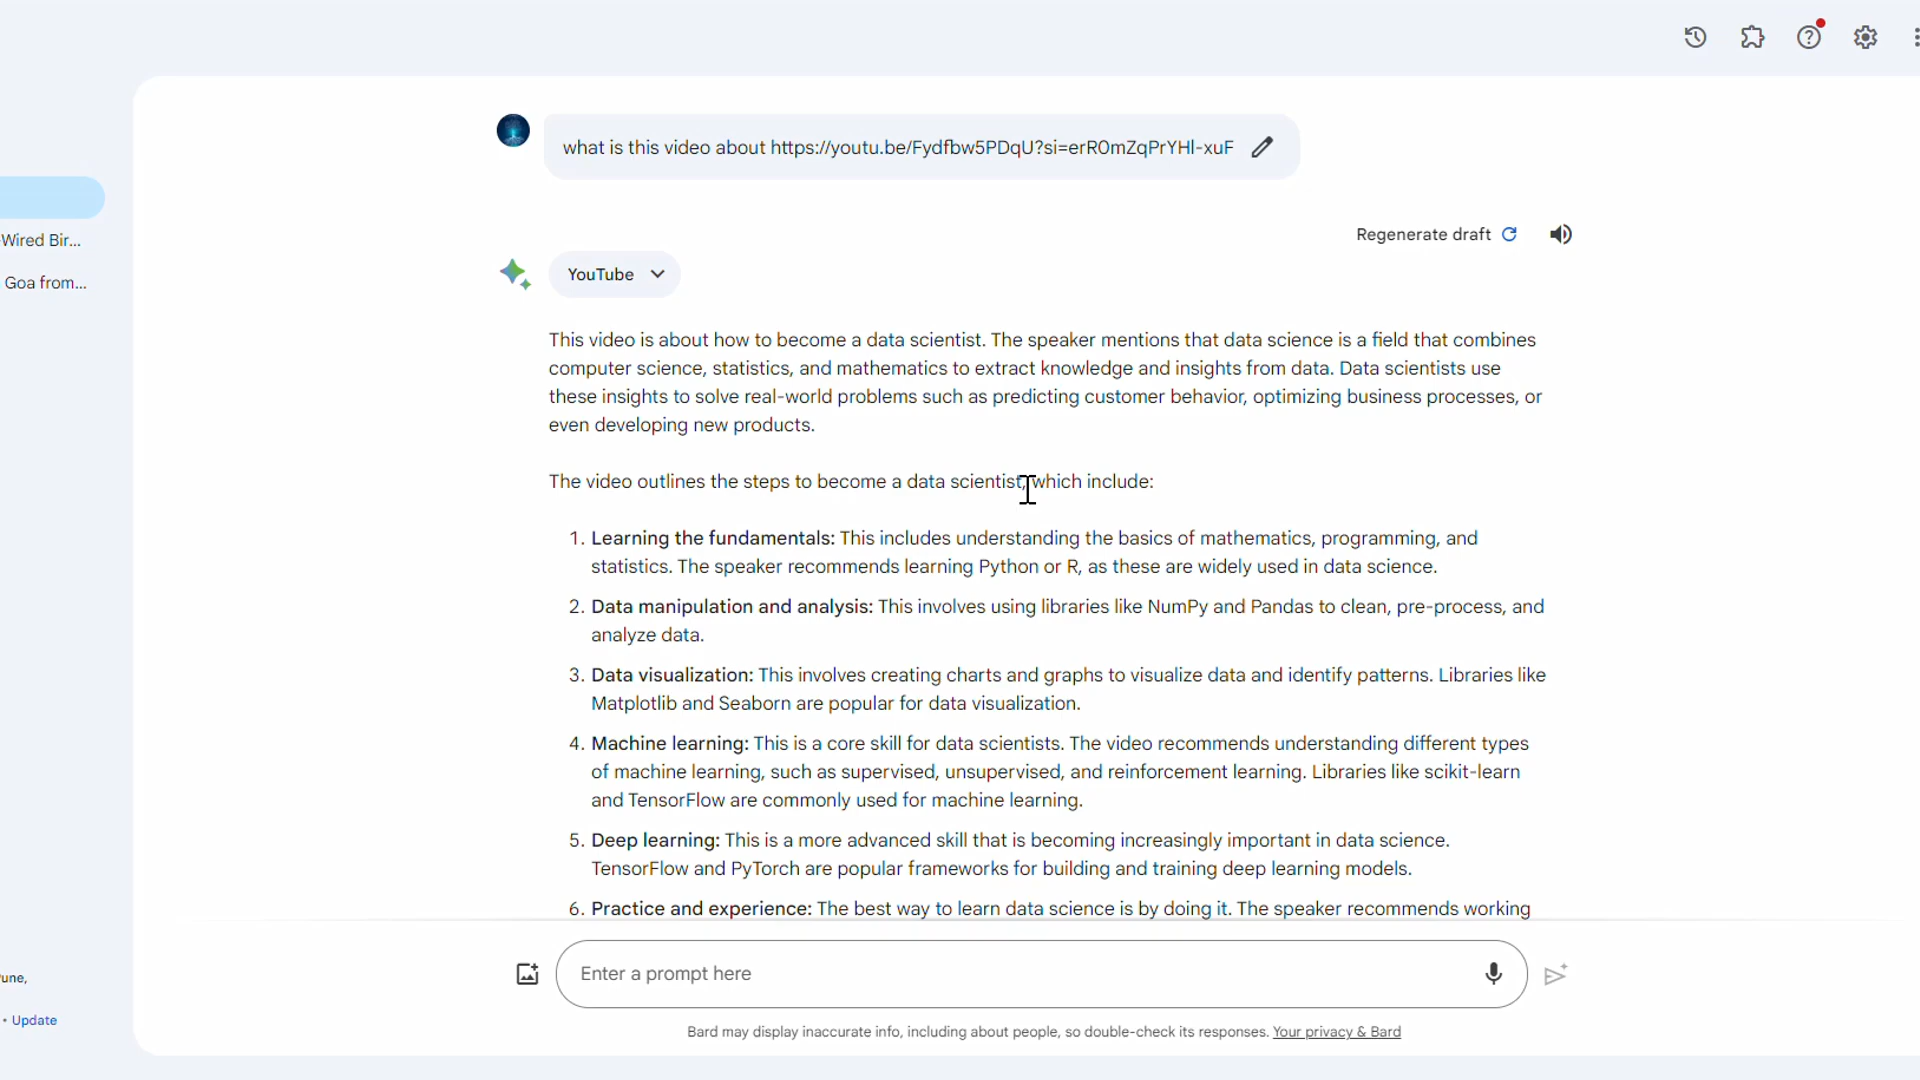 what is this video about https://youtu.be/Fydfbw5PDqU?si=erR0mZqPrYHl-xuF
Wired Bir...
Regenerate draft
Goa from...
YouTube
This video is about how to become a data scientist. The speaker mentions that data science is a field that combines
computer science, statistics, and mathematics to extract knowledge and insights from data. Data scientists use
these insights to solve real-world problems such as predicting customer behavior, optimizing business processes, or
even developing new products.
The video outlines the steps to become a data scientist, which include:
1. Learning the fundamentals: This includes understanding the basics of mathematics, programming, and
statistics. The speaker recommends learning Python or R, as these are widely used in data science.
2. Data manipulation and analysis: This involves using libraries like NumPy and Pandas to clean, pre-process, and
analyze data.
3. Data visualization: This involves creating charts and graphs to visualize data and identify patterns. Libraries like
Matplotlib and Seaborn are popular for data visualization.
4. Machine learning: This is a core skill for data scientists. The video recommends understanding different types
of machine learning, such as supervised, unsupervised, and reinforcement learning. Libraries like scikit-learn
and TensorFlow are commonly used for machine learning.
5. Deep learning: This is a more advanced skill that is becoming increasingly important in data science.
TensorFlow and PyTorch are popular frameworks for building and training deep learning models.
6. Practice and experience: The best way to learn data science is by doing it. The speaker recommends working
Enter a prompt here
une,
• Update
Bard may display inaccurate info, including about people, so double-check its responses. Your privacy & Bard